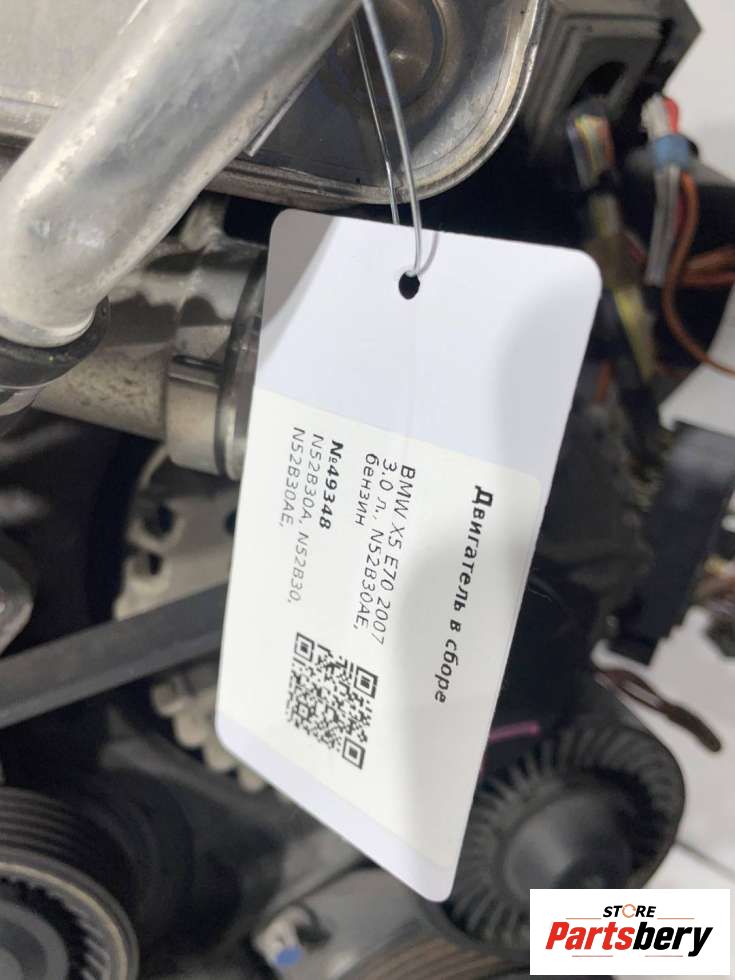 Двигатель в сборе
BMW X5 E70 2007
3.0 л., N52B30AE,
бензин
№49348
N52B30A, N52B30,
N52B30AE,
STORE
Partsbery